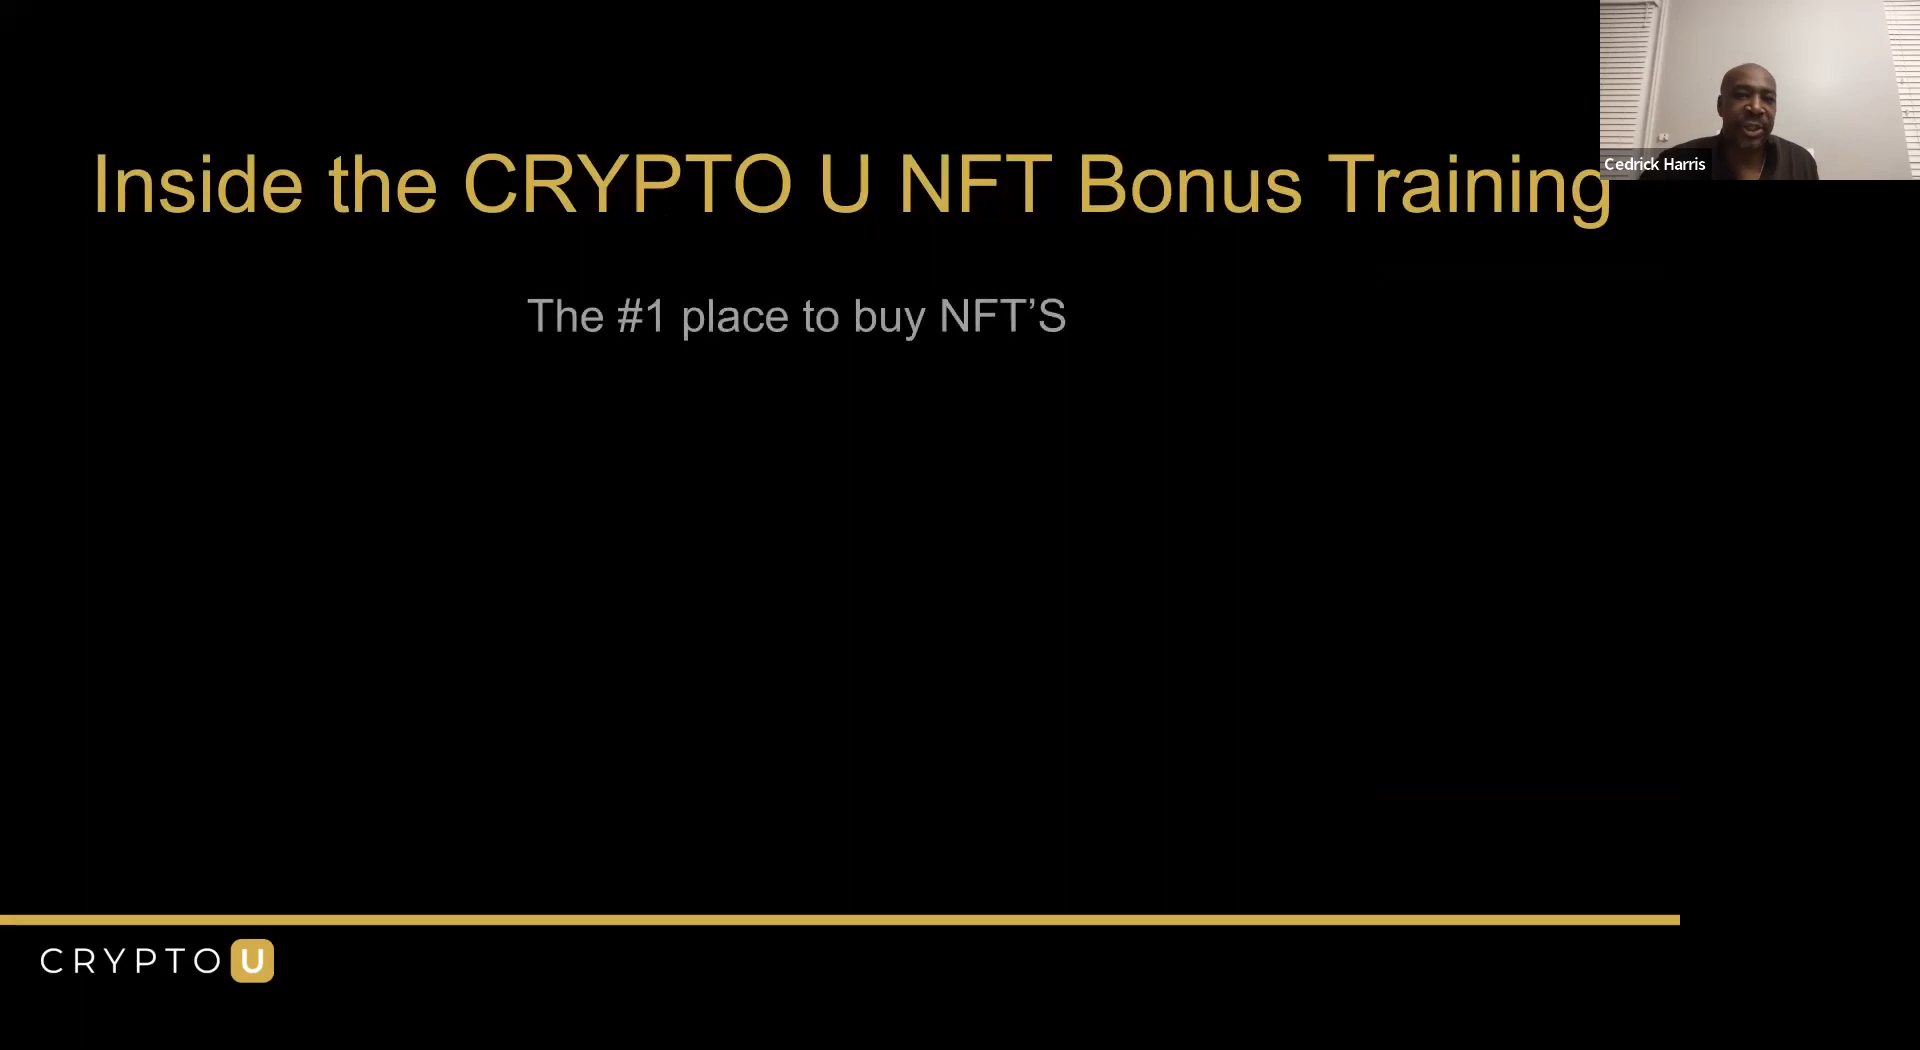 Inside the CRYPTO U NFT Bonus Training
Cedrick Harris
The #1 place to buy NFT’S
CRYPTO U